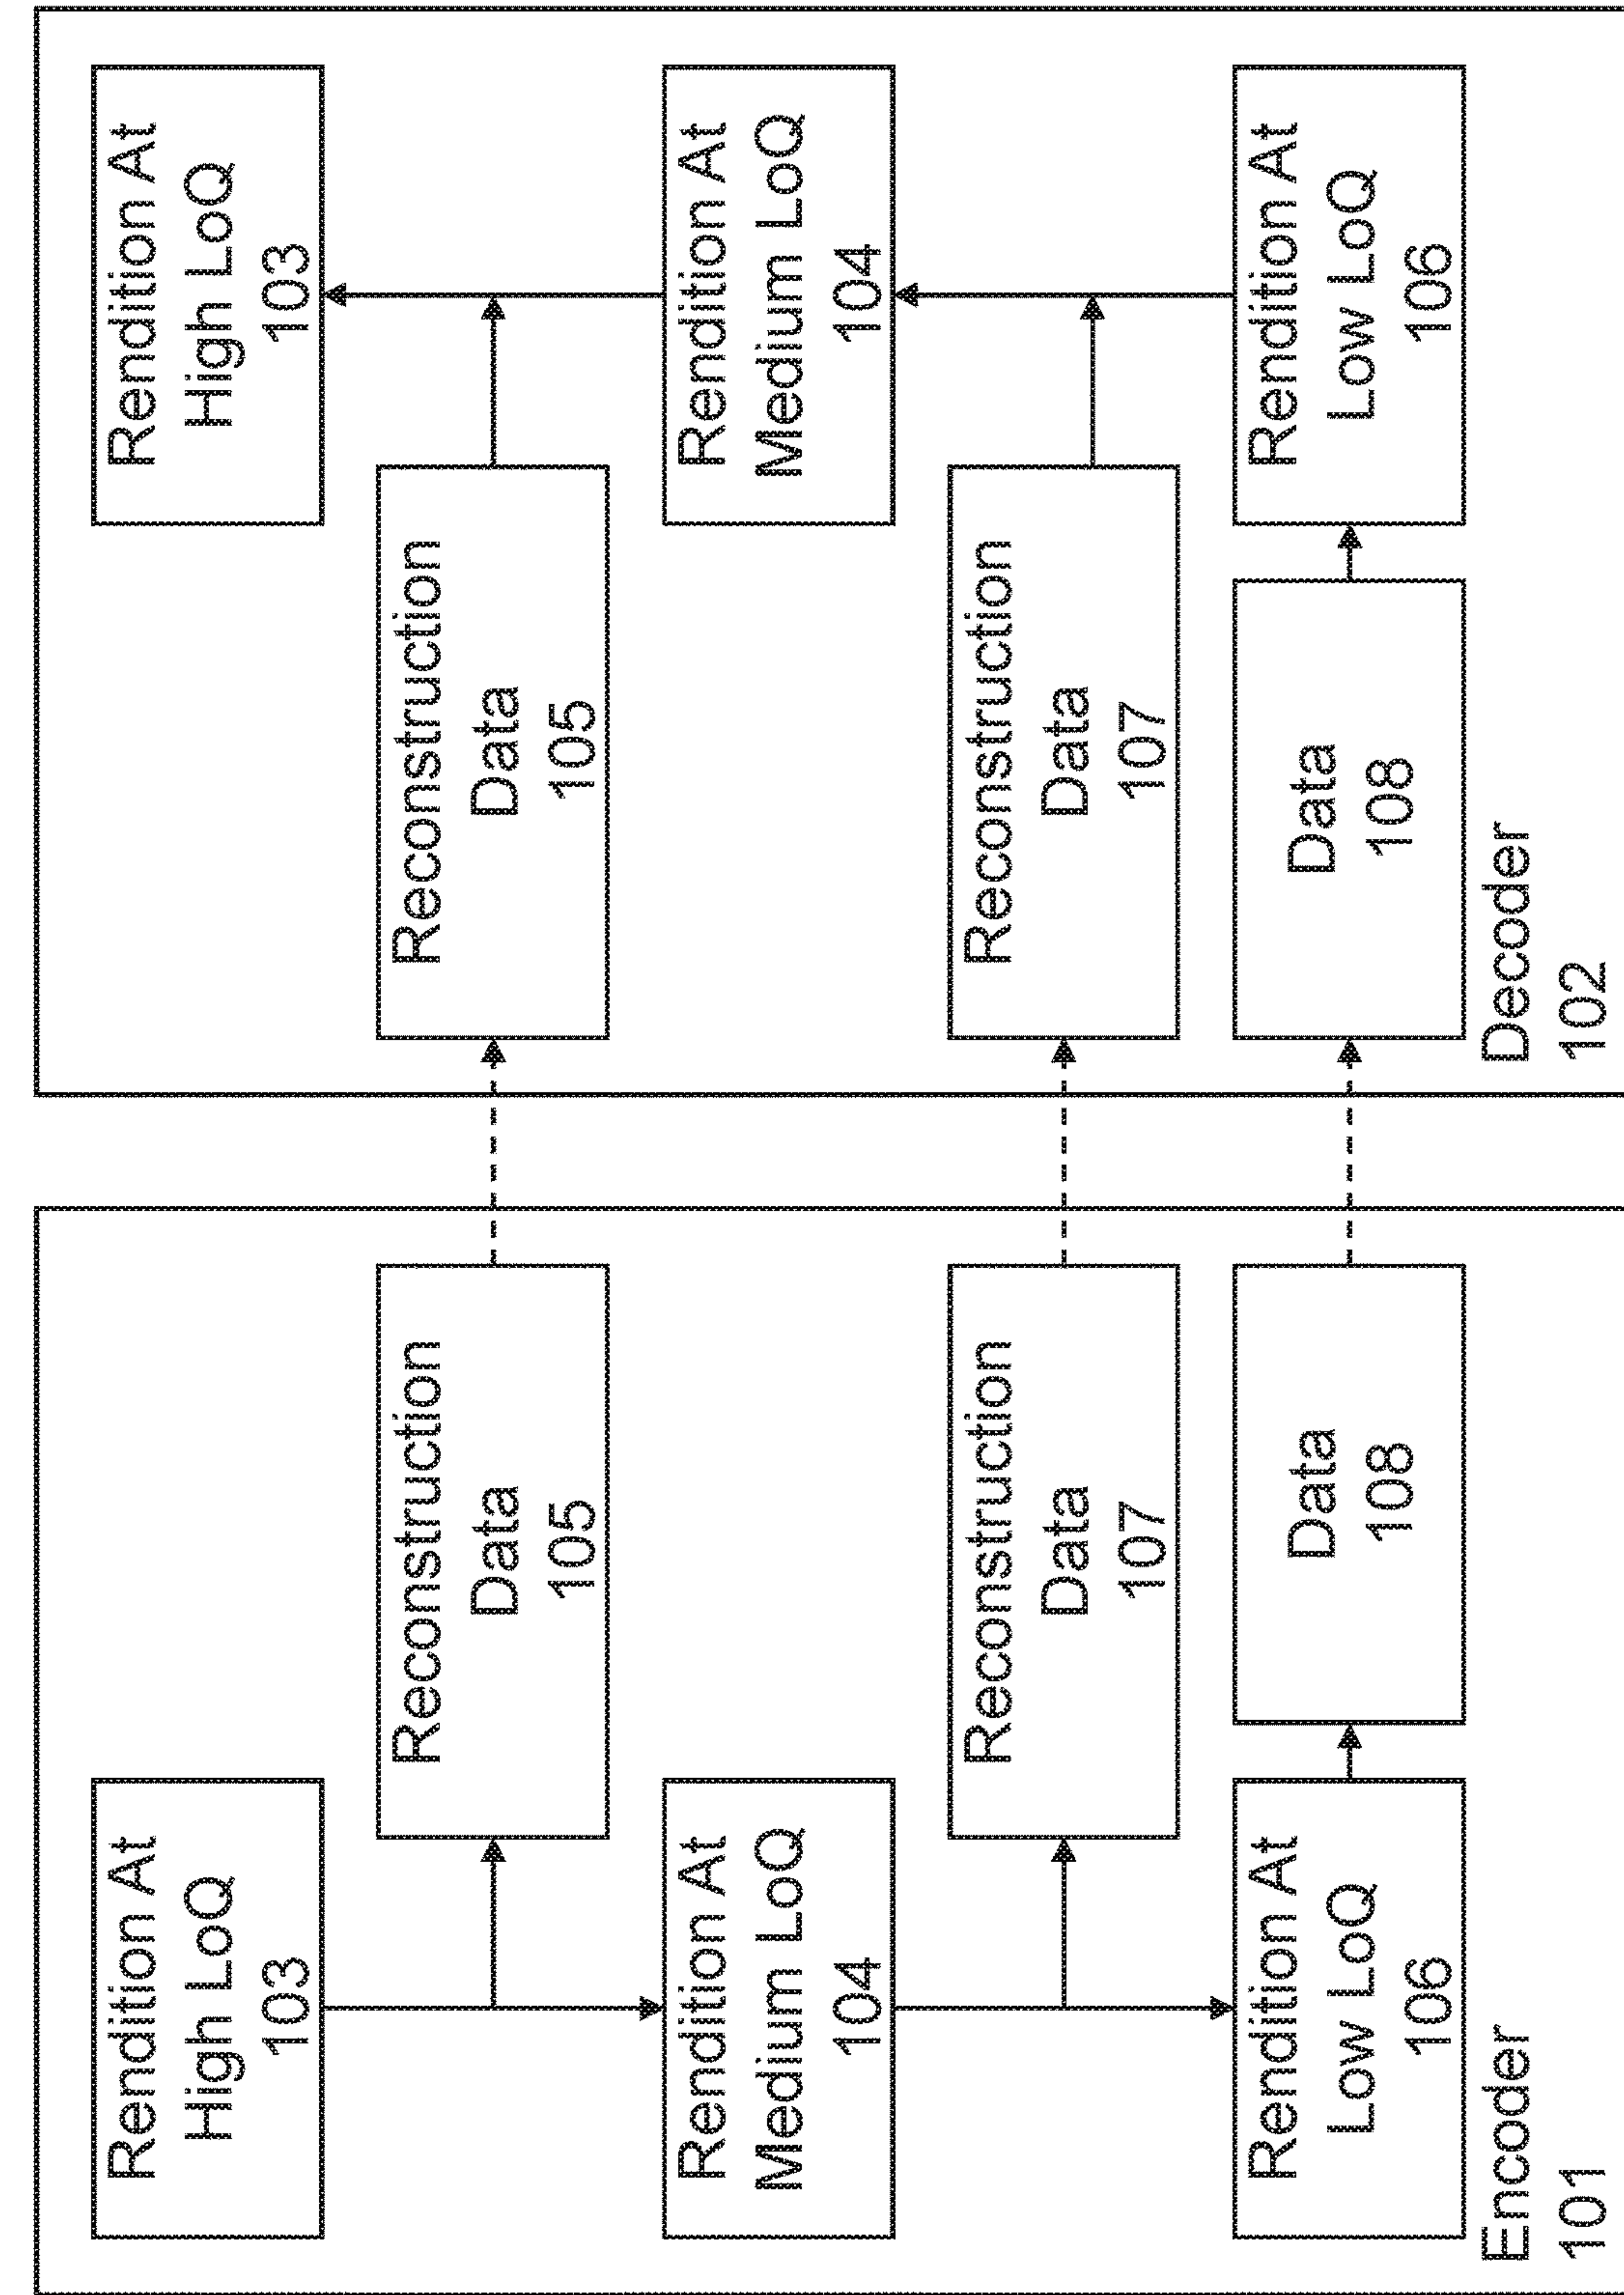 Rendition At
High LoQ
103
Reconstruction
Data
105
Rendition At
Medium LoQ
104
Reconstruction
Data
107
Rendition At
Low LoQ
106
Data
108
Encoder
101
Rendition At
High LoQ
103
Reconstruction
Data
105
Rendition At
Medium LoQ
104
Reconstruction
Data
107
Data
108
Rendition At
Low LoQ
106
Decoder
102